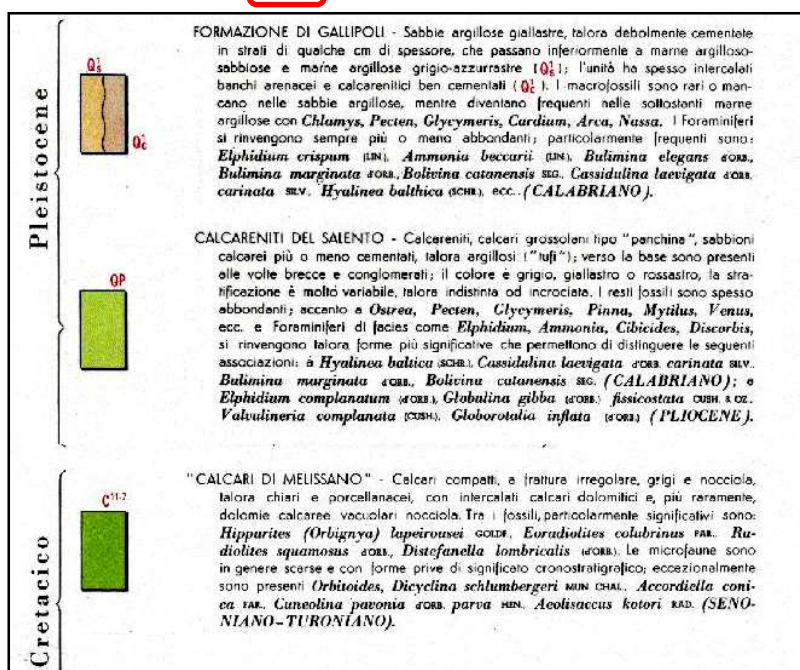 Pleistocene
Q¹s
Q¹c
FORMAZIONE DI GALLIPOLI - Sabbie argillose giallastre, talora debolmente cementate
in strati di qualche cm di spessore, che passano inferiormente a marne argilloso-
sabbiose e marne argillose grigio-azzurrastre (Q¹s); l'unità ha spesso intercalati
banchi arenacei e calcarenitici ben cementati (Q¹c). I macrofossili sono rari o man-
cano nelle sabbie argillose, mentre diventano frequenti nelle sottostanti marne
argillose con Chlamys, Pecten, Glycymeris, Cardium, Arca, Nassa. I Foraminiferi
si rinvengono sempre più o meno abbondanti; particolarmente frequenti sono:
Elphidium crispum (LIN.), Ammonia beccarii (LIN.), Bulimina elegans d'ORB.,
Bulimina marginata d'ORB., Bolivina catanensis SEG., Cassidulina laevigata d'ORB.
carinata SILV., Hyalinea balthica (SCHR.), ecc. (CALABRIANO).
QP
CALCARENITI DEL SALENTO - Calcareniti, calcari grossolani tipo "panchina", sabbioni
calcarei più o meno cementati, talora argillosi ("tufi"); verso la base sono presenti
alle volte brecce e conglomerati; il colore è grigio, giallastro o rossastro, la stra-
tificazione è molto variabile, talora indistinta od incrociata. I resti fossili sono spesso
abbondanti; accanto a Ostrea, Pecten, Glycymeris, Pinna, Mytilus, Venus,
ecc. e Foraminiferi di facies come Elphidium, Ammonia, Cibicides, Discorbis,
si rinvengono talora forme più significative che permettono di distinguere le seguenti
associazioni: a Hyalinea baltica (SCHR.), Cassidulina laevigata d'ORB. carinata SILV.
Bulimina marginata d'ORB., Bolivina catanensis SEG. (CALABRIANO); e
Elphidium complanatum (d'ORB.), Globulina gibba (d'ORB.) fissicostata CUSH. & OZ.
Valvulineria complanata (CUSH.), Globorotalia inflata (d'ORB.) (PLIOCENE).
Cretacico
C¹¹⁻⁷
"CALCARI DI MELISSANO" - Calcari compatti, a frattura irregolare, grigi e nocciola,
talora chiari e porcellanacei, con intercalati calcari dolomitici e, più raramente,
dolomie calcaree vacuolari nocciola. Tra i fossili, particolarmente significativi sono:
Hippurites (Orbignya) lapeirousei GOLDF., Euradiolites colubrinus PAR., Ra-
diolites squamosus d'ORB., Distefanella lombricalis (d'ORB.). Le microfaune sono
in genere scarse e con forme prive di significato cronostratigrafico; eccezionalmente
sono presenti Orbitoides, Dicyclina schlumbergeri MUN CHAL., Accordiella coni-
ca FAR., Cuneolina pavonia d'ORB. parva HEN., Aeolisaccus kotori RAD. (SENO-
NIANO-TURONIANO).